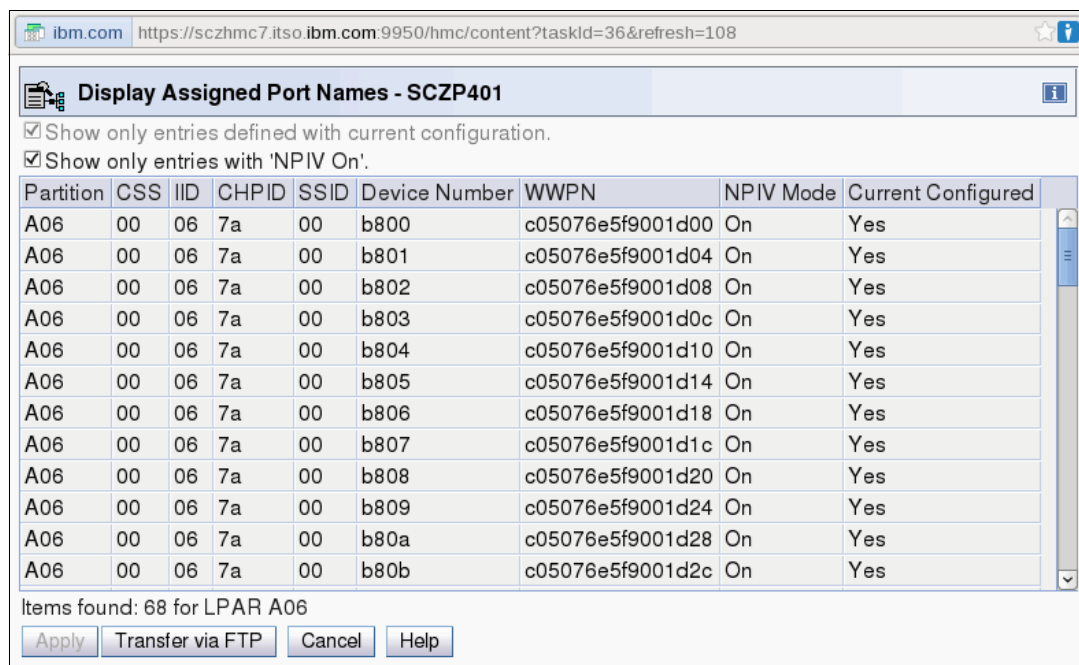 ibm.com https://sczhmc7.itso.ibm.com:9950/hmc/content?taskId=36&refresh=108
Display Assigned Port Names - SCZP401
Show only entries defined with current configuration.
Show only entries with 'NPIV On'.
Partition CSS IID CHPID SSID Device Number WWPN NPIV Mode Current Configured
A06 00 06 7a 00 b800 c05076e5f9001d00 On Yes
A06 00 06 7a 00 b801 c05076e5f9001d04 On Yes
A06 00 06 7a 00 b802 c05076e5f9001d08 On Yes
A06 00 06 7a 00 b803 c05076e5f9001d0c On Yes
A06 00 06 7a 00 b804 c05076e5f9001d10 On Yes
A06 00 06 7a 00 b805 c05076e5f9001d14 On Yes
A06 00 06 7a 00 b806 c05076e5f9001d18 On Yes
A06 00 06 7a 00 b807 c05076e5f9001d1c On Yes
A06 00 06 7a 00 b808 c05076e5f9001d20 On Yes
A06 00 06 7a 00 b809 c05076e5f9001d24 On Yes
A06 00 06 7a 00 b80a c05076e5f9001d28 On Yes
A06 00 06 7a 00 b80b c05076e5f9001d2c On Yes
Items found: 68 for LPAR A06
Apply Transfer via FTP Cancel Help